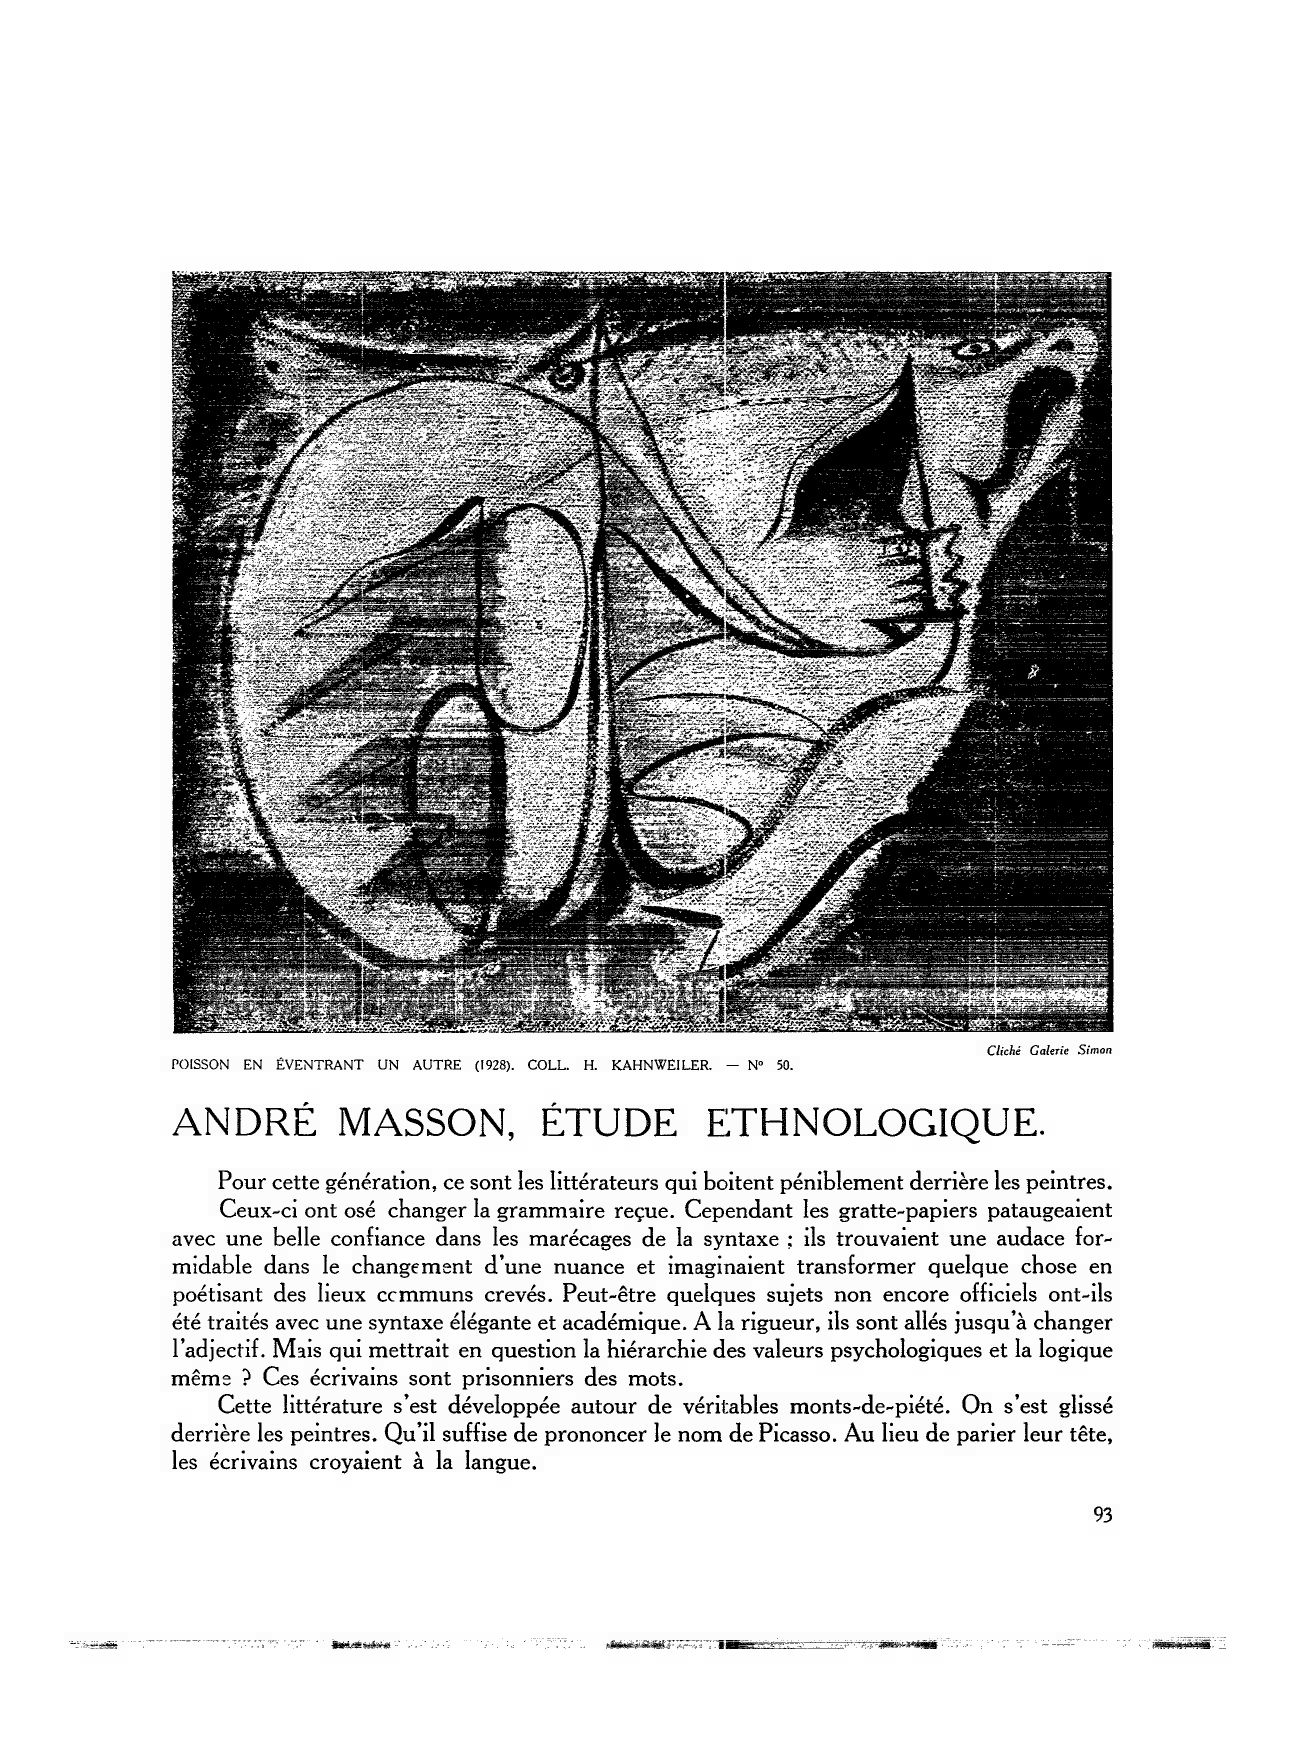 Cliché Galerie Simon
POISSON EN ÉVENTRANT UN AUTRE (1928). COLL. H. KAHNWEILER. — Nº 50.
ANDRÉ MASSON, ÉTUDE ETHNOLOGIQUE.
Pour cette génération, ce sont les littérateurs qui boitent péniblement derrière les peintres.
Ceux-ci ont osé changer la grammaire reçue. Cependant les gratte-papiers pataugeaient
avec une belle confiance dans les marécages de la syntaxe ; ils trouvaient une audace for-
midable dans le changement d'une nuance et imaginaient transformer quelque chose en
poétisant des lieux communs crevés. Peut-être quelques sujets non encore officiels ont-ils
été traités avec une syntaxe élégante et académique. A la rigueur, ils sont allés jusqu'à changer
l'adjectif. Mais qui mettrait en question la hiérarchie des valeurs psychologiques et la logique
même ? Ces écrivains sont prisonniers des mots.
Cette littérature s'est développée autour de véritables monts-de-piété. On s'est glissé
derrière les peintres. Qu'il suffise de prononcer le nom de Picasso. Au lieu de parier leur tête,
les écrivains croyaient à la langue.
93